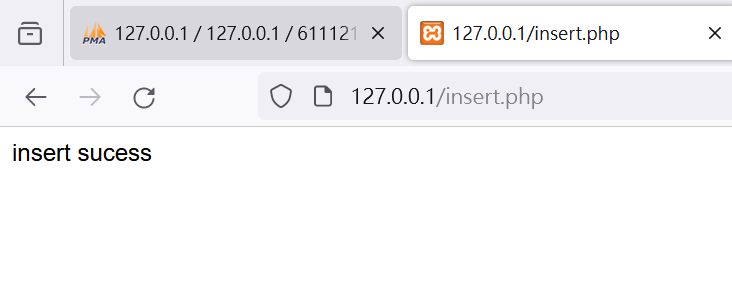 PMA
127.0.0.1 / 127.0.0.1 / 611121
127.0.0.1/insert.php
127.0.0.1/insert.php
insert sucess